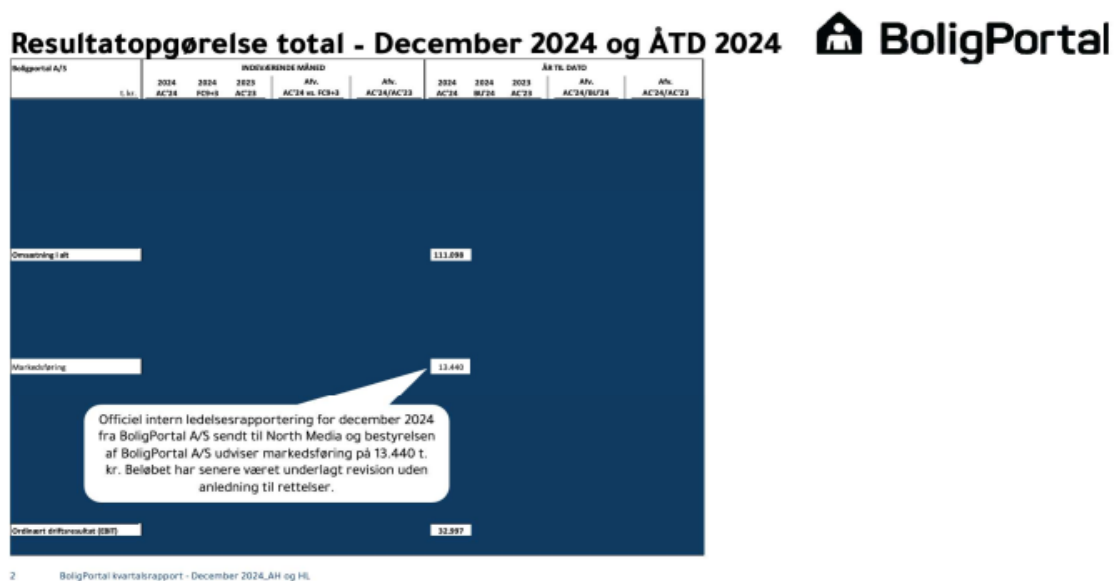 Resultatopgørelse total - December 2024 og ÅTD 2024
BoligPortal
Boligportal A/S INDEVÆRENDE MÅNED ÅR TIL DATO
2024 2024 2023 Afv. Afv. 2024 2024 2023 Afv. Afv.
t. kr. AC'24 FC9+3 AC'23 AC'24 vs. FC9+3 AC'24/AC'23 AC'24 BU'24 AC'23 AC'24/BU'24 AC'24/AC'23
Omsætning i alt 111.098
Markedsføring 13.440
Officiel intern ledelsesrapportering for december 2024
fra BoligPortal A/S sendt til North Media og bestyrelsen
af BoligPortal A/S udviser markedsføring på 13.440 t.
kr. Beløbet har senere været underlagt revision uden
anledning til rettelser.
Ordinært driftsresultat (EBIT) 32.997
2 BoligPortal kvartalsrapport - December 2024_AH og HL